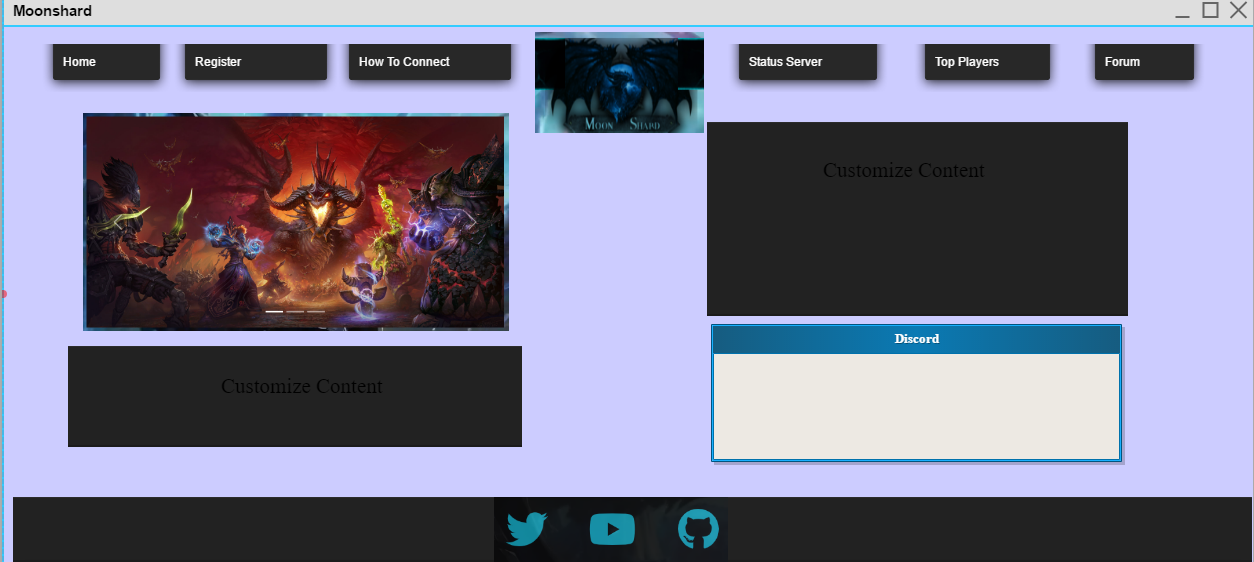 Moonshard
Home
Register
How To Connect
Moon Shard
Status Server
Top Players
Forum
Customize Content
Discord
Customize Content